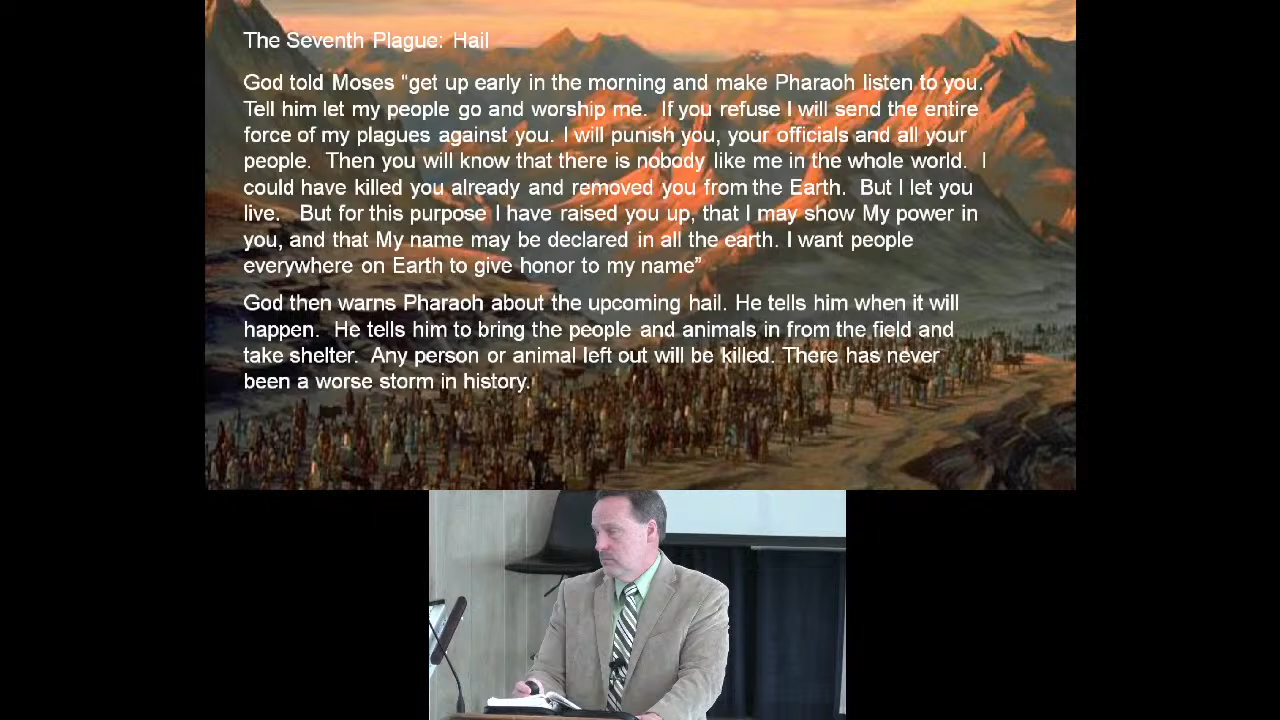 The Seventh Plague:  Hail
God told Moses “get up early in the morning and make Pharaoh listen to you.
Tell him let my people go and worship me.  If you refuse I will send the entire
force of my plagues against you. I will punish you, your officials and all your
people.  Then you will know that there is nobody like me in the whole world.  I
could have killed you already and removed you from the Earth.  But I let you
live.   But for this purpose I have raised you up, that I may show My power in
you, and that My name may be declared in all the earth. I want people
everywhere on Earth to give honor to my name”
God then warns Pharaoh about the upcoming hail. He tells him when it will
happen.  He tells him to bring the people and animals in from the field and
take shelter.  Any person or animal left out will be killed. There has never
been a worse storm in history.